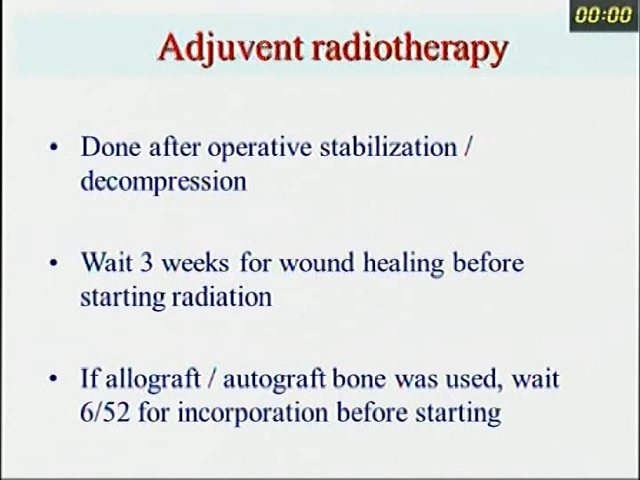 00:00
Adjuvent radiotherapy
• Done after operative stabilization /
decompression
• Wait 3 weeks for wound healing before
starting radiation
• If allograft / autograft bone was used, wait
6/52 for incorporation before starting